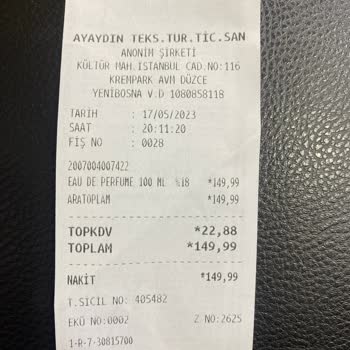 AYAYDIN TEKS.TUR.TİC.SAN
ANONİM ŞİRKETİ
KÜLTÜR MAH.İSTANBUL CAD.NO:116
KREMPARK AVM DÜZCE
YENİBOSNA V.D 1080858118
TARİH : 17/05/2023
SAAT : 20:11:20
FİŞ NO : 0028
2007004007422
EAU DE PERFUME 100 ML %18 *149,99
ARATOPLAM *149,99
TOPKDV *22,88
TOPLAM *149,99
NAKİT *149,99
T.SİCİL NO: 405482
EKÜ NO:0002 Z NO:2625
1-R-7-30815700